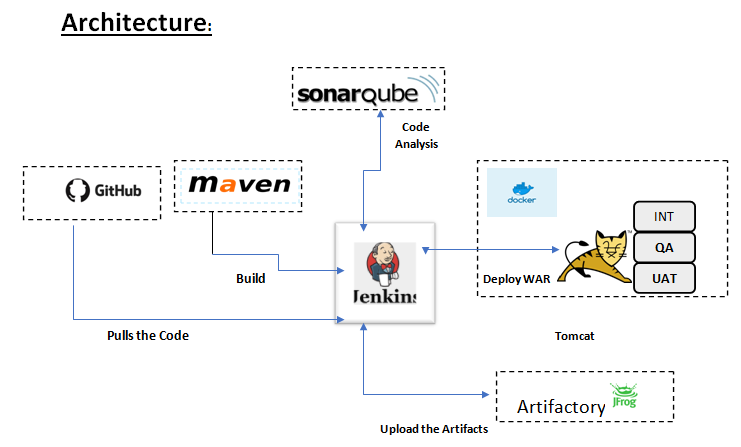 Architecture:
sonarqube
Code
Analysis
GitHub
maven
docker
INT
QA
UAT
Jenkins
Deploy WAR
Build
Pulls the Code
Tomcat
Artifactory
JFrog
Upload the Artifacts